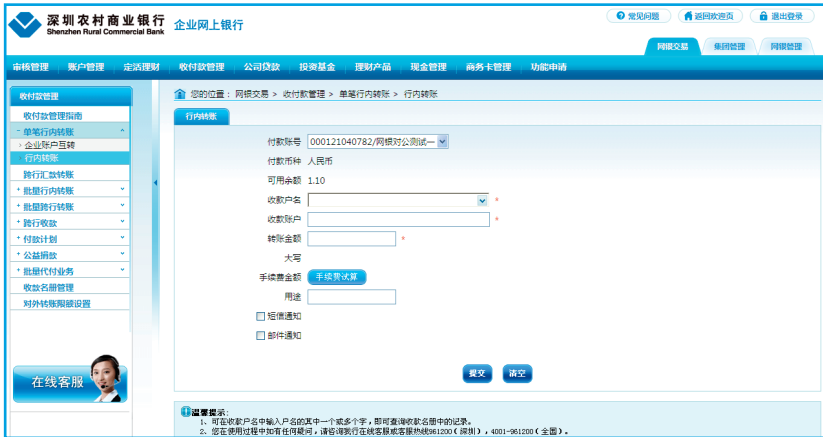 常见问题 返回欢迎页 退出登录
深圳农村商业银行 企业网上银行
Shenzhen Rural Commercial Bank
网银交易 集团管理 网银管理
审核管理 账户管理 定活理财 收付款管理 公司贷款 投资基金 理财产品 现金管理 商务卡管理 功能申请
收付款管理
您的位置：网银交易 > 收付款管理 > 单笔行内转账 > 行内转账
收付款管理指南
单笔行内转账
企业账户互转
行内转账
跨行汇款转账
批量行内转账
批量跨行转账
跨行收款
付款计划
公益捐款
批量代付业务
收款名册管理
对外转账限额设置
在线客服
行内转账
付款账号 000121040782/网银对公测试一
付款币种 人民币
可用余额 1.10
收款户名 *
收款账户 *
转账金额 *
大写
手续费金额 手续费试算
用途
短信通知
邮件通知
提交 清空
温馨提示:
1、可在收款户名中输入户名的其中一个或多个字，即可查询收款名册中的记录。
2、您在使用过程中如有任何疑问，请咨询我行在线客服或客服热线961200（深圳），4001-961200（全国）。